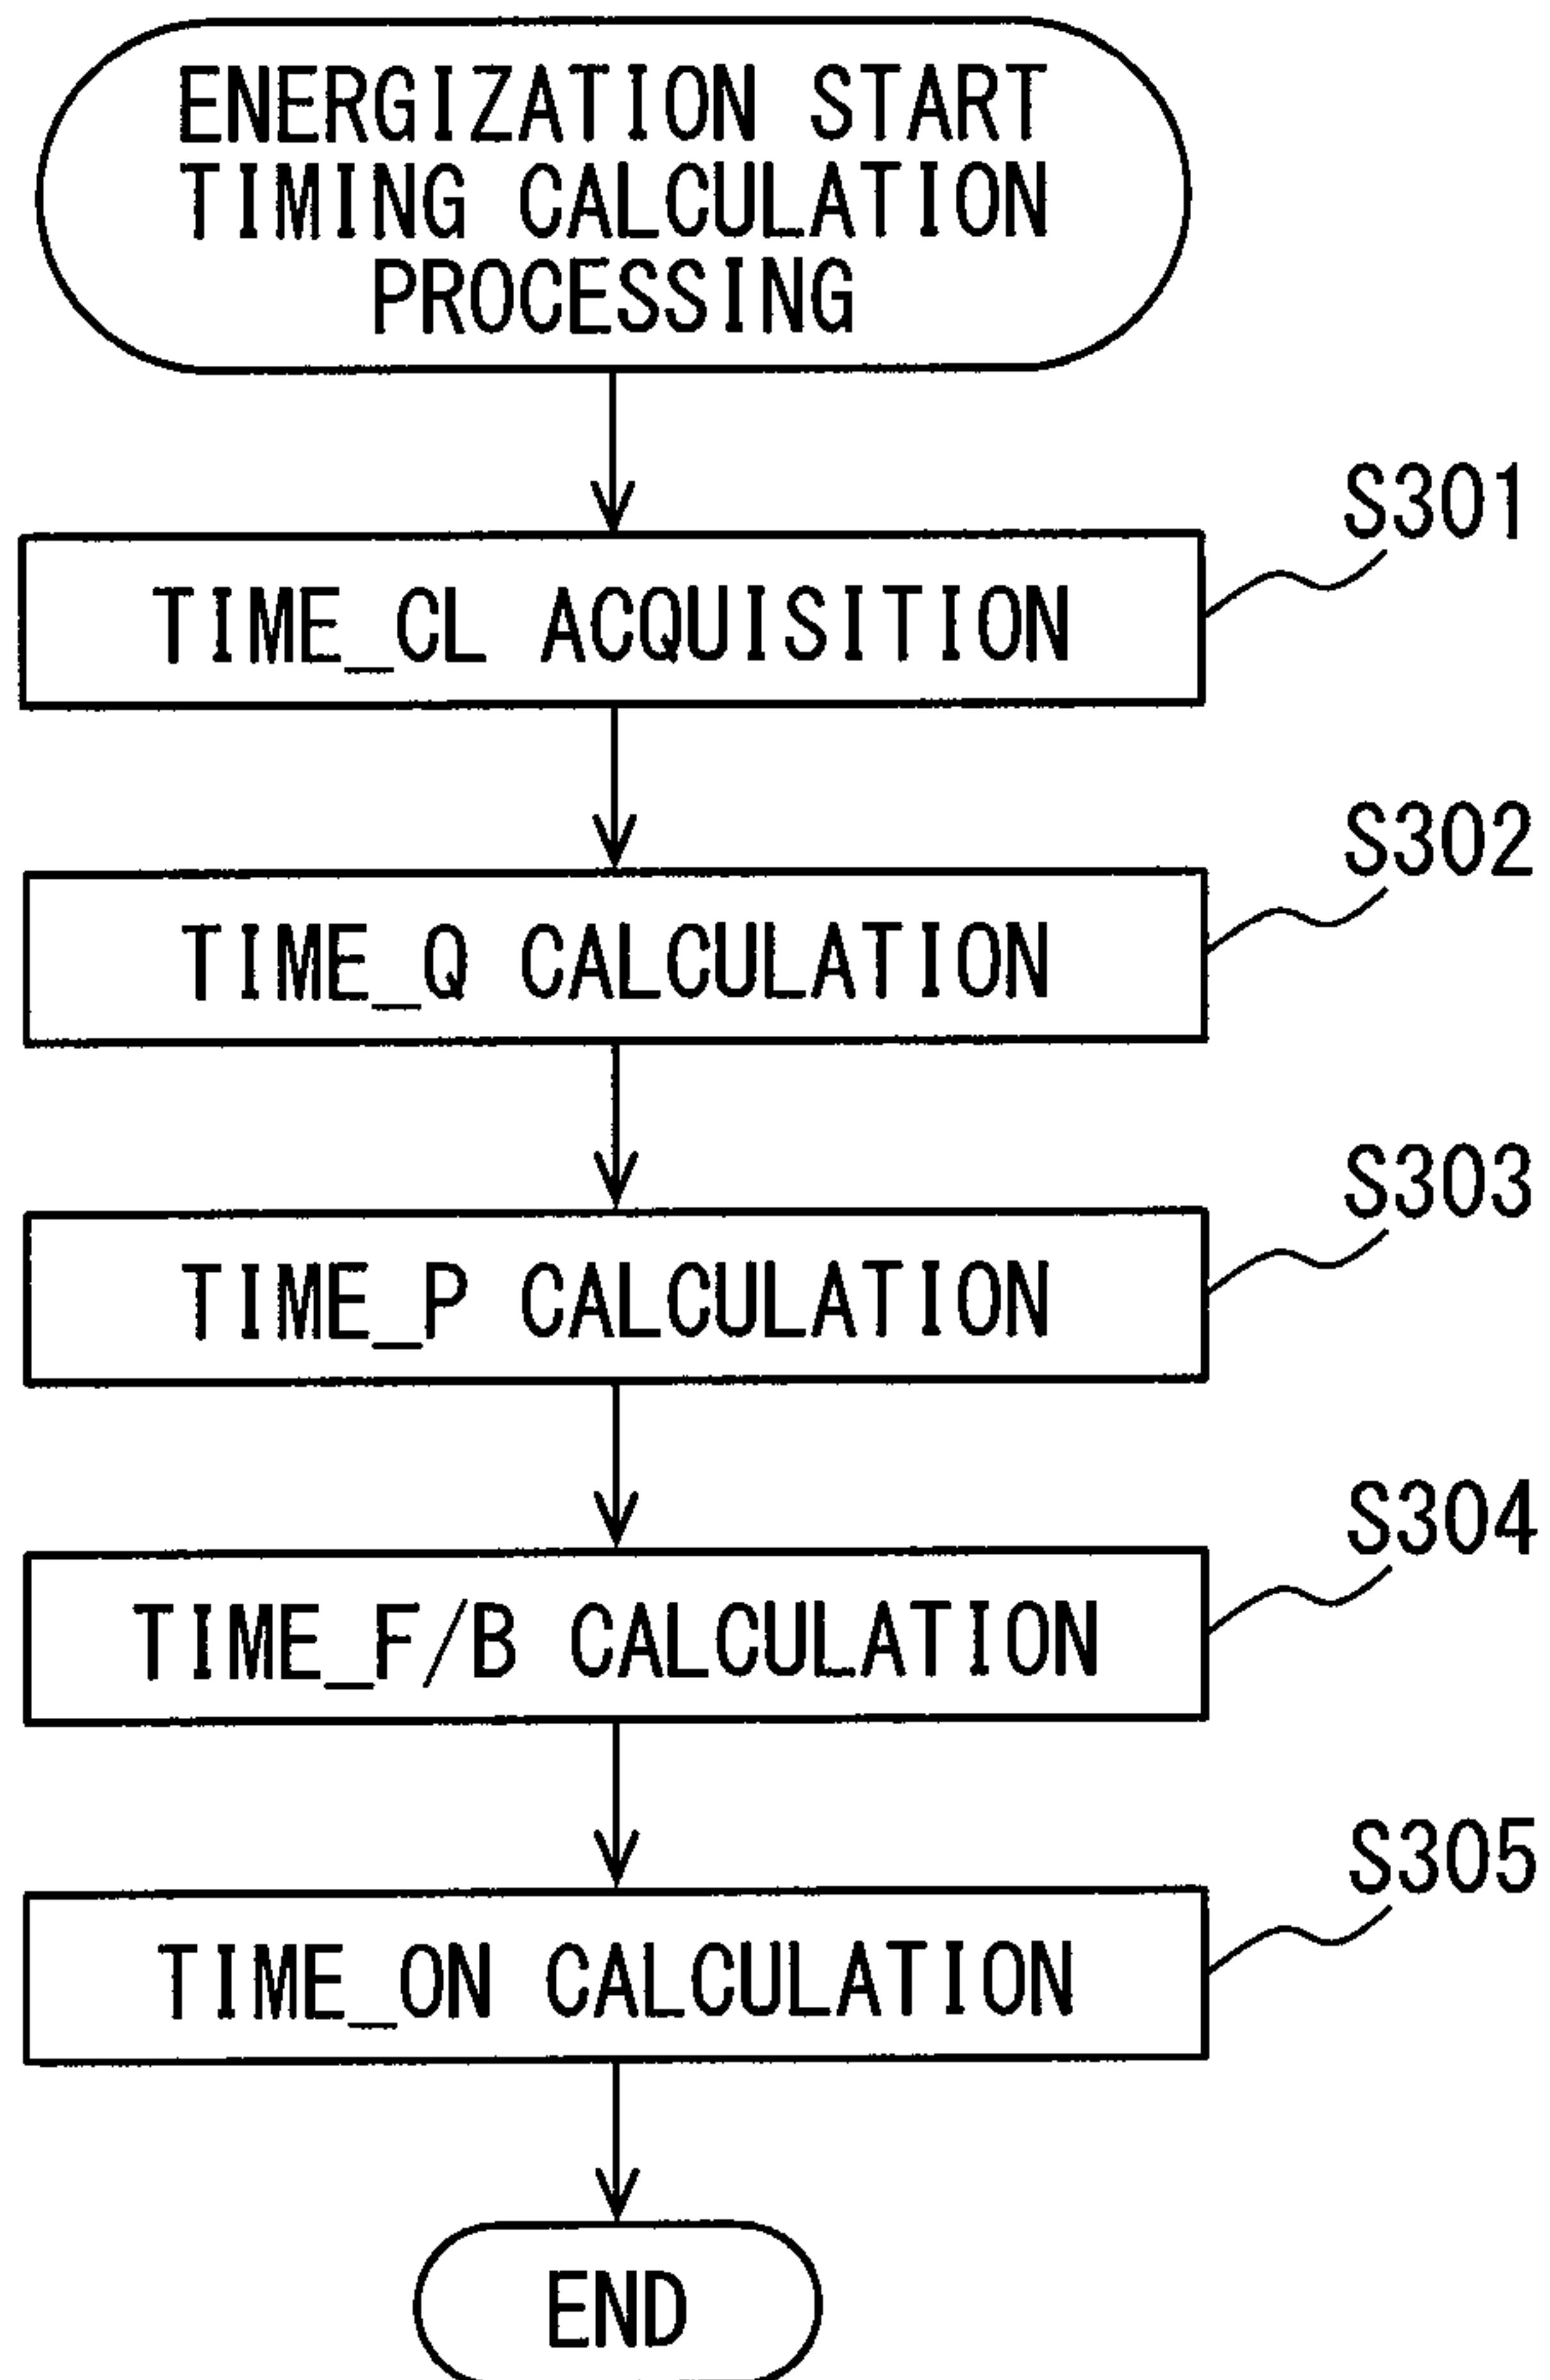 ENERGIZATION START
TIMING CALCULATION
PROCESSING
S301
TIME_CL ACQUISITION
S302
TIME_Q CALCULATION
S303
TIME_P CALCULATION
S304
TIME_F/B CALCULATION
S305
TIME_ON CALCULATION
END